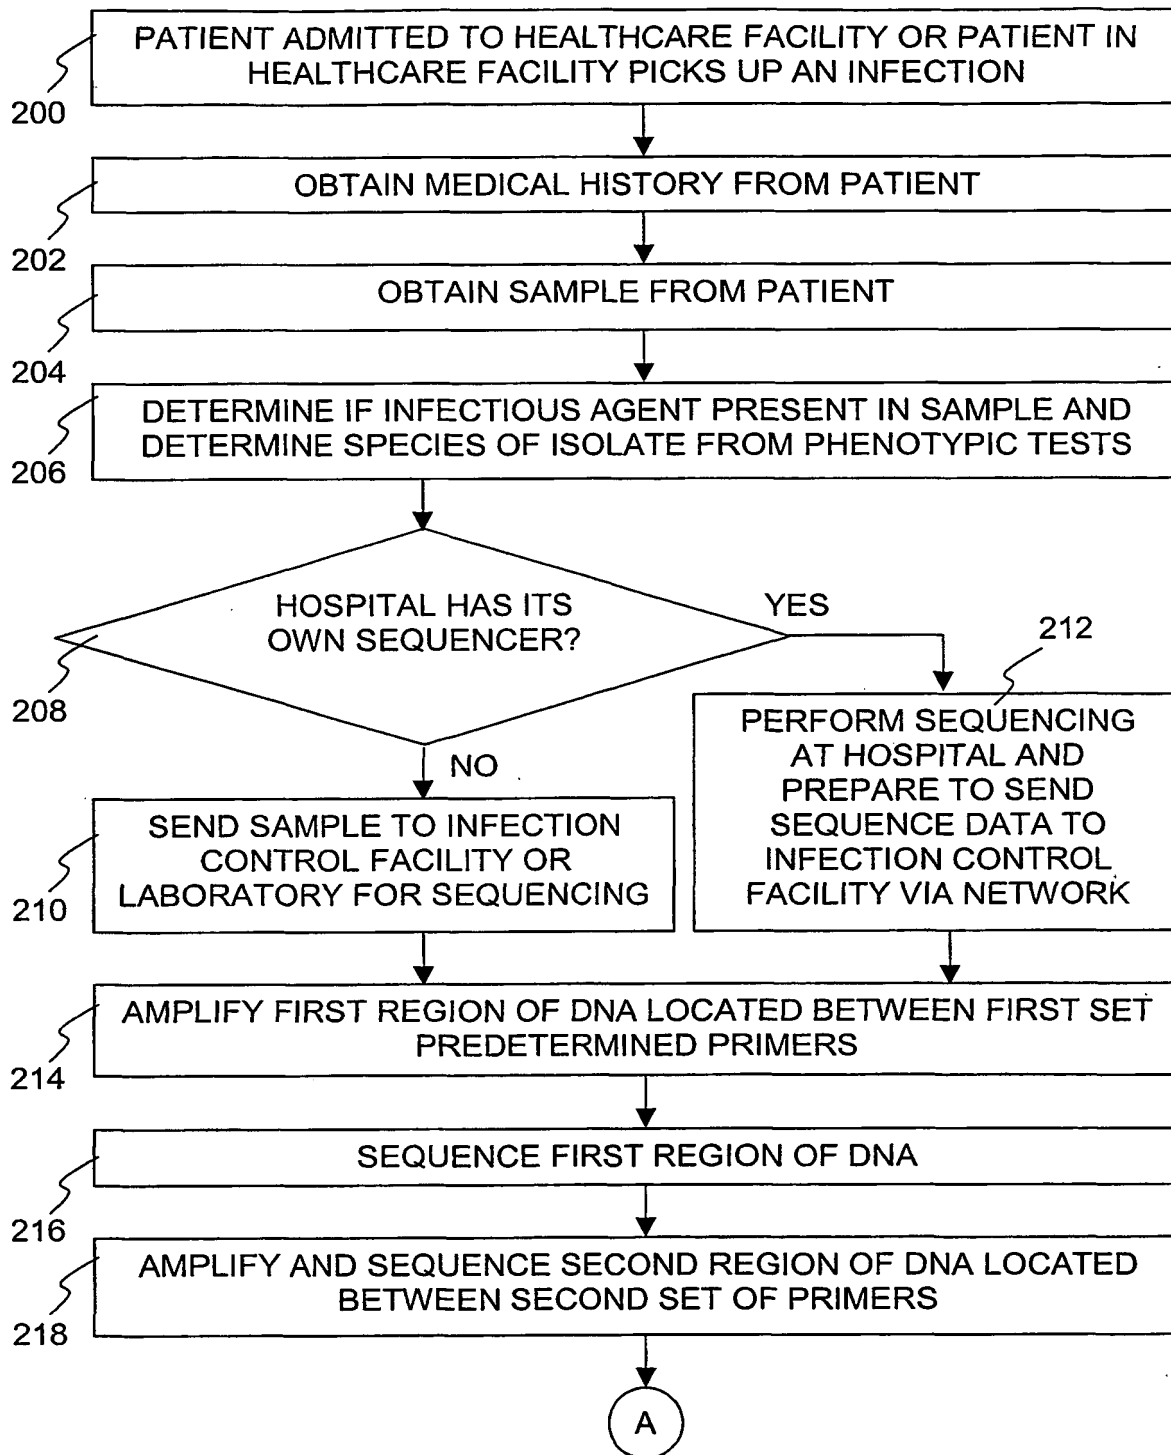 PATIENT ADMITTED TO HEALTHCARE FACILITY OR PATIENT IN
HEALTHCARE FACILITY PICKS UP AN INFECTION
200
OBTAIN MEDICAL HISTORY FROM PATIENT
202
OBTAIN SAMPLE FROM PATIENT
204
DETERMINE IF INFECTIOUS AGENT PRESENT IN SAMPLE AND
DETERMINE SPECIES OF ISOLATE FROM PHENOTYPIC TESTS
206
HOSPITAL HAS ITS
OWN SEQUENCER?
208
YES
NO
212
PERFORM SEQUENCING
AT HOSPITAL AND
PREPARE TO SEND
SEQUENCE DATA TO
INFECTION CONTROL
FACILITY VIA NETWORK
SEND SAMPLE TO INFECTION
CONTROL FACILITY OR
LABORATORY FOR SEQUENCING
210
AMPLIFY FIRST REGION OF DNA LOCATED BETWEEN FIRST SET
PREDETERMINED PRIMERS
214
SEQUENCE FIRST REGION OF DNA
216
AMPLIFY AND SEQUENCE SECOND REGION OF DNA LOCATED
BETWEEN SECOND SET OF PRIMERS
218
A